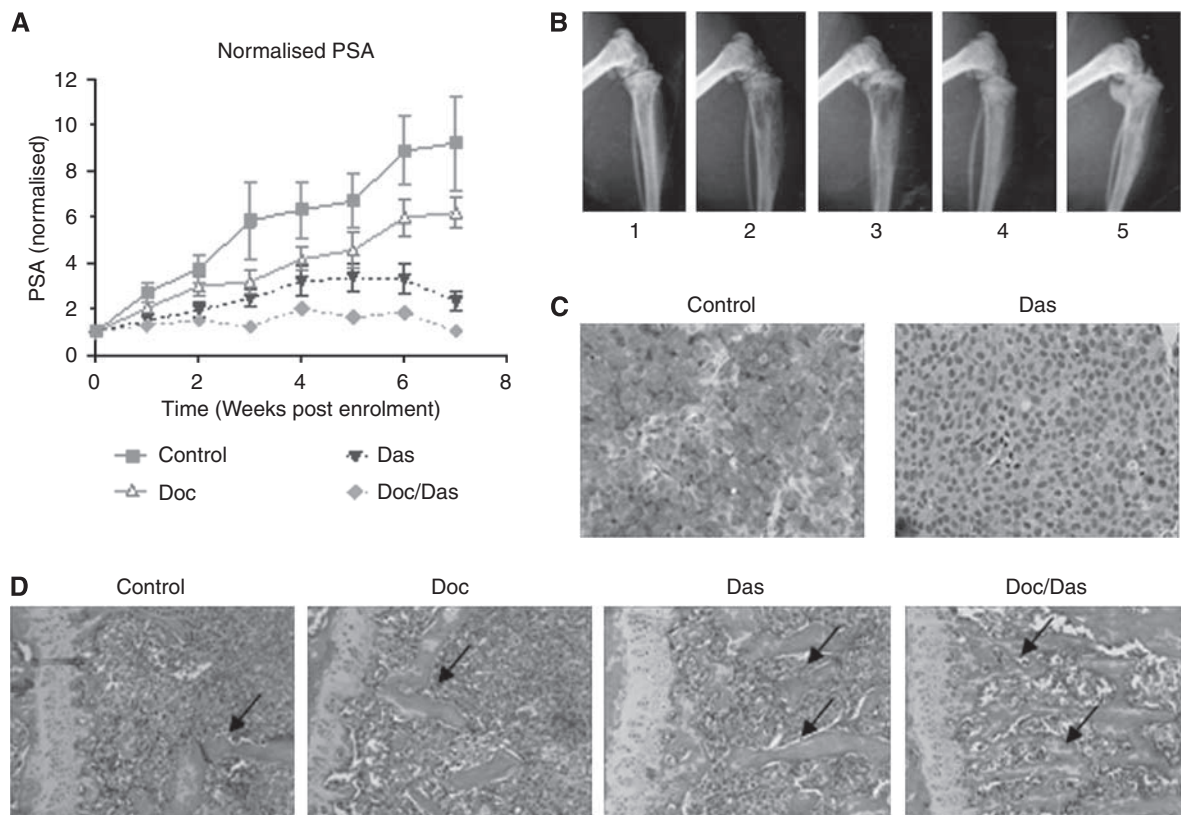 A
Normalised PSA
12
10
8
6
4
2
0
PSA (normalised)
0 2 4 6 8
Time (Weeks post enrolment)
Control
Das
Doc
Doc/Das
B
1 2 3 4 5
C
Control Das
D
Control Doc Das Doc/Das